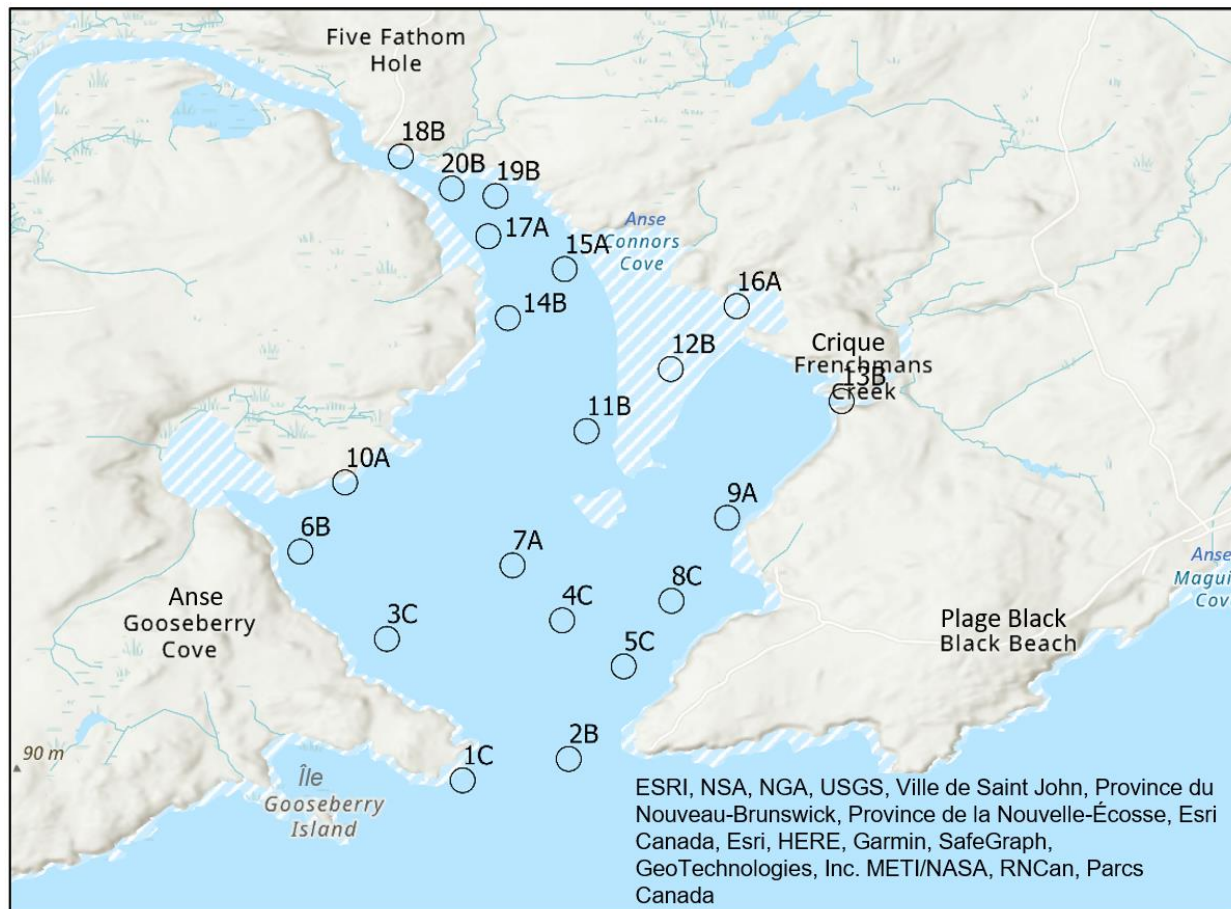 Five Fathom
Hole
18B
20B
19B
17A
15A
Anse
Connors
Cove
16A
14B
12B
Crique
Frenchmans
Creek
13B
11B
10A
9A
6B
7A
8C
4C
3C
5C
Anse
Gooseberry
Cove
Anse
Magui
Cov
Plage Black
Black Beach
90 m
1C
2B
Île
Gooseberry
Island
ESRI, NSA, NGA, USGS, Ville de Saint John, Province du
Nouveau-Brunswick, Province de la Nouvelle-Écosse, Esri
Canada, Esri, HERE, Garmin, SafeGraph,
GeoTechnologies, Inc. METI/NASA, RNCan, Parcs
Canada